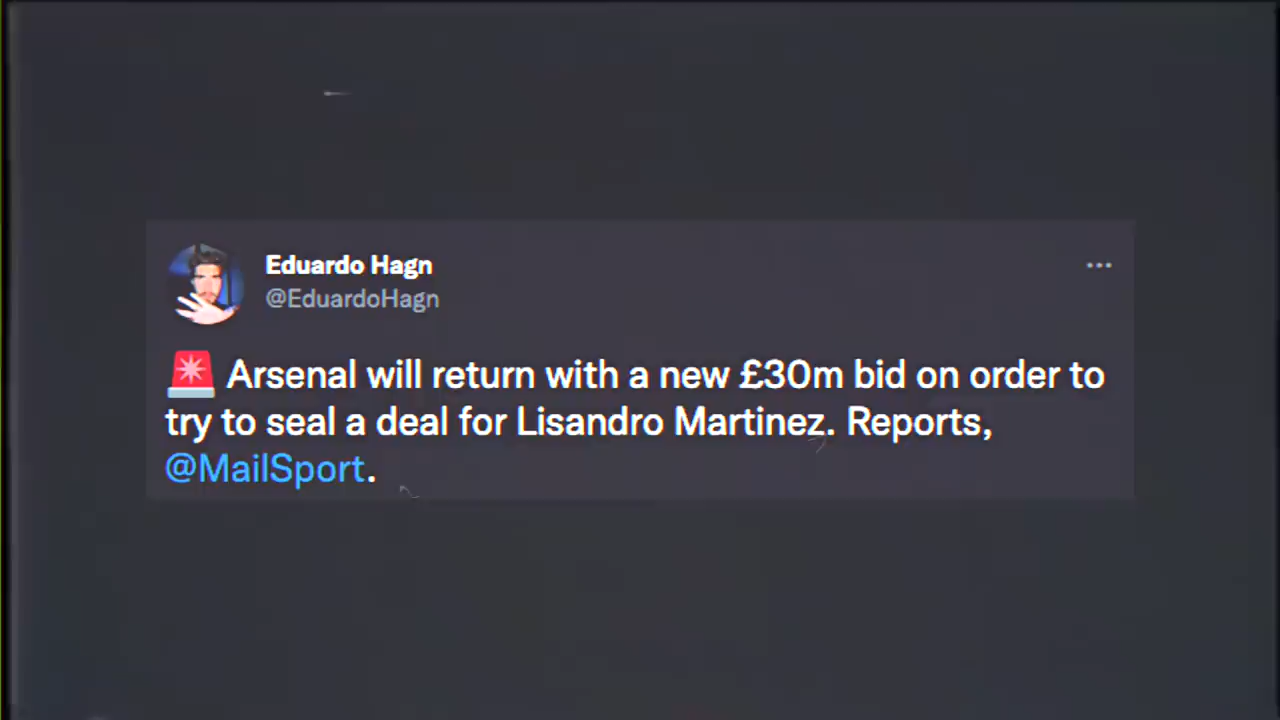 Eduardo Hagn
@EduardoHagn
🚨 Arsenal will return with a new £30m bid on order to
try to seal a deal for Lisandro Martinez. Reports,
@MailSport.